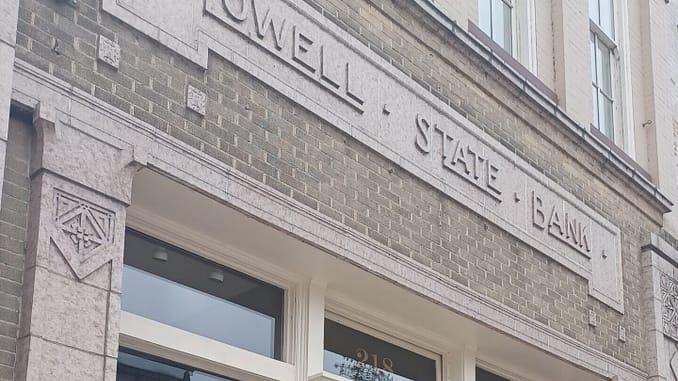 OWELL · STATE · BANK ·
218